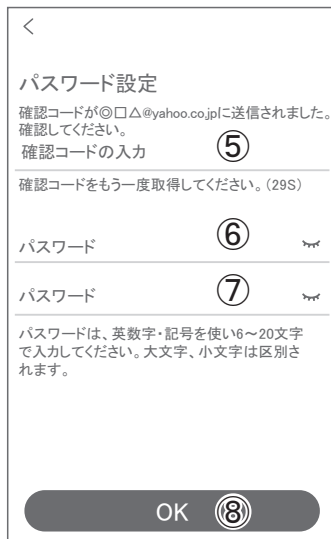 <
パスワード設定
確認コードが◎□△@yahoo.co.jpに送信されました。
確認してください。
確認コードの入力 ⑤
確認コードをもう一度取得してください。(29S)
パスワード ⑥
パスワード ⑦
パスワードは、英数字・記号を使い6～20文字
で入力してください。大文字、小文字は区別さ
れます。
OK ⑧